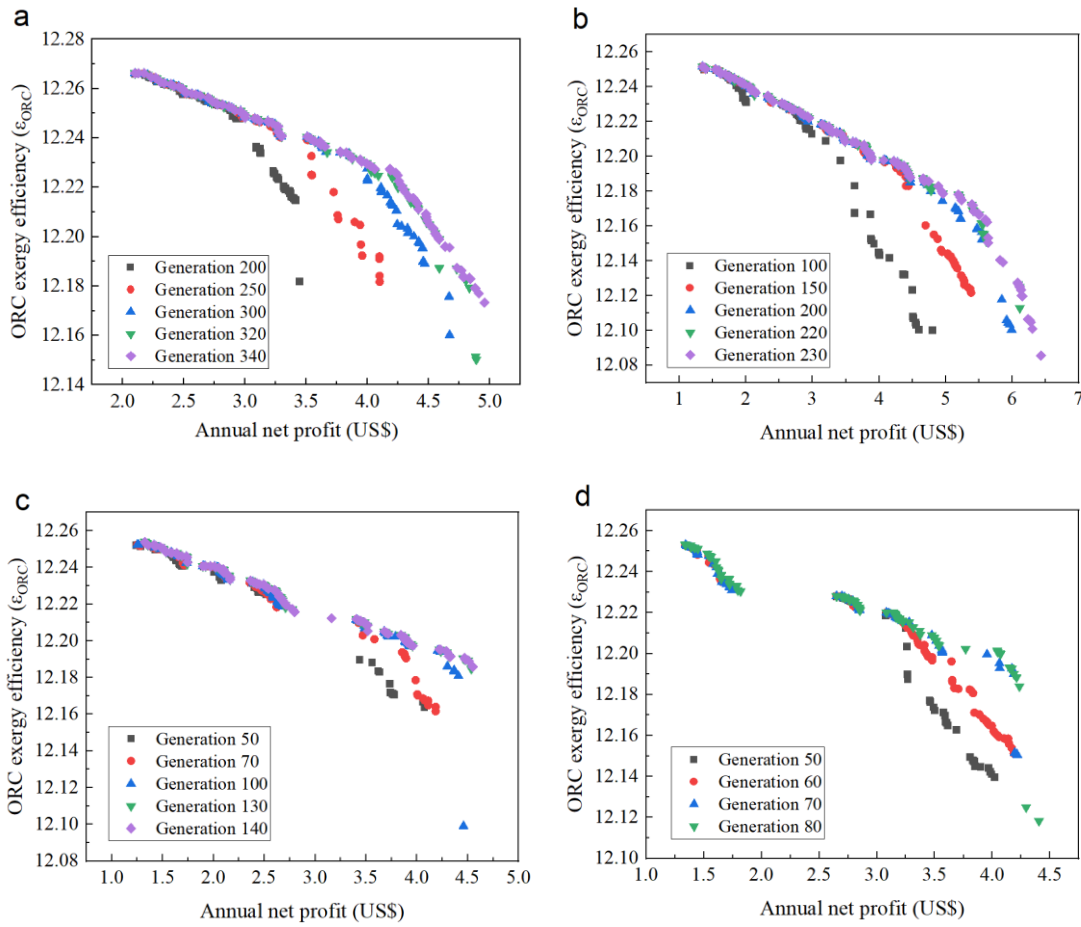 a
12.28
12.26
12.24
12.22
12.20
12.18
12.16
12.14
ORC exergy efficiency (εORC)
Generation 200
Generation 250
Generation 300
Generation 320
Generation 340
2.0 2.5 3.0 3.5 4.0 4.5 5.0
Annual net profit (US$)
b
12.26
12.24
12.22
12.20
12.18
12.16
12.14
12.12
12.10
12.08
ORC exergy efficiency (εORC)
Generation 100
Generation 150
Generation 200
Generation 220
Generation 230
1 2 3 4 5 6 7
Annual net profit (US$)
c
12.26
12.24
12.22
12.20
12.18
12.16
12.14
12.12
12.10
12.08
ORC exergy efficiency (εORC)
Generation 50
Generation 70
Generation 100
Generation 130
Generation 140
1.0 1.5 2.0 2.5 3.0 3.5 4.0 4.5 5.0
Annual net profit (US$)
d
12.26
12.24
12.22
12.20
12.18
12.16
12.14
12.12
12.10
ORC exergy efficiency (εORC)
Generation 50
Generation 60
Generation 70
Generation 80
1.0 1.5 2.0 2.5 3.0 3.5 4.0 4.5
Annual net profit (US$)